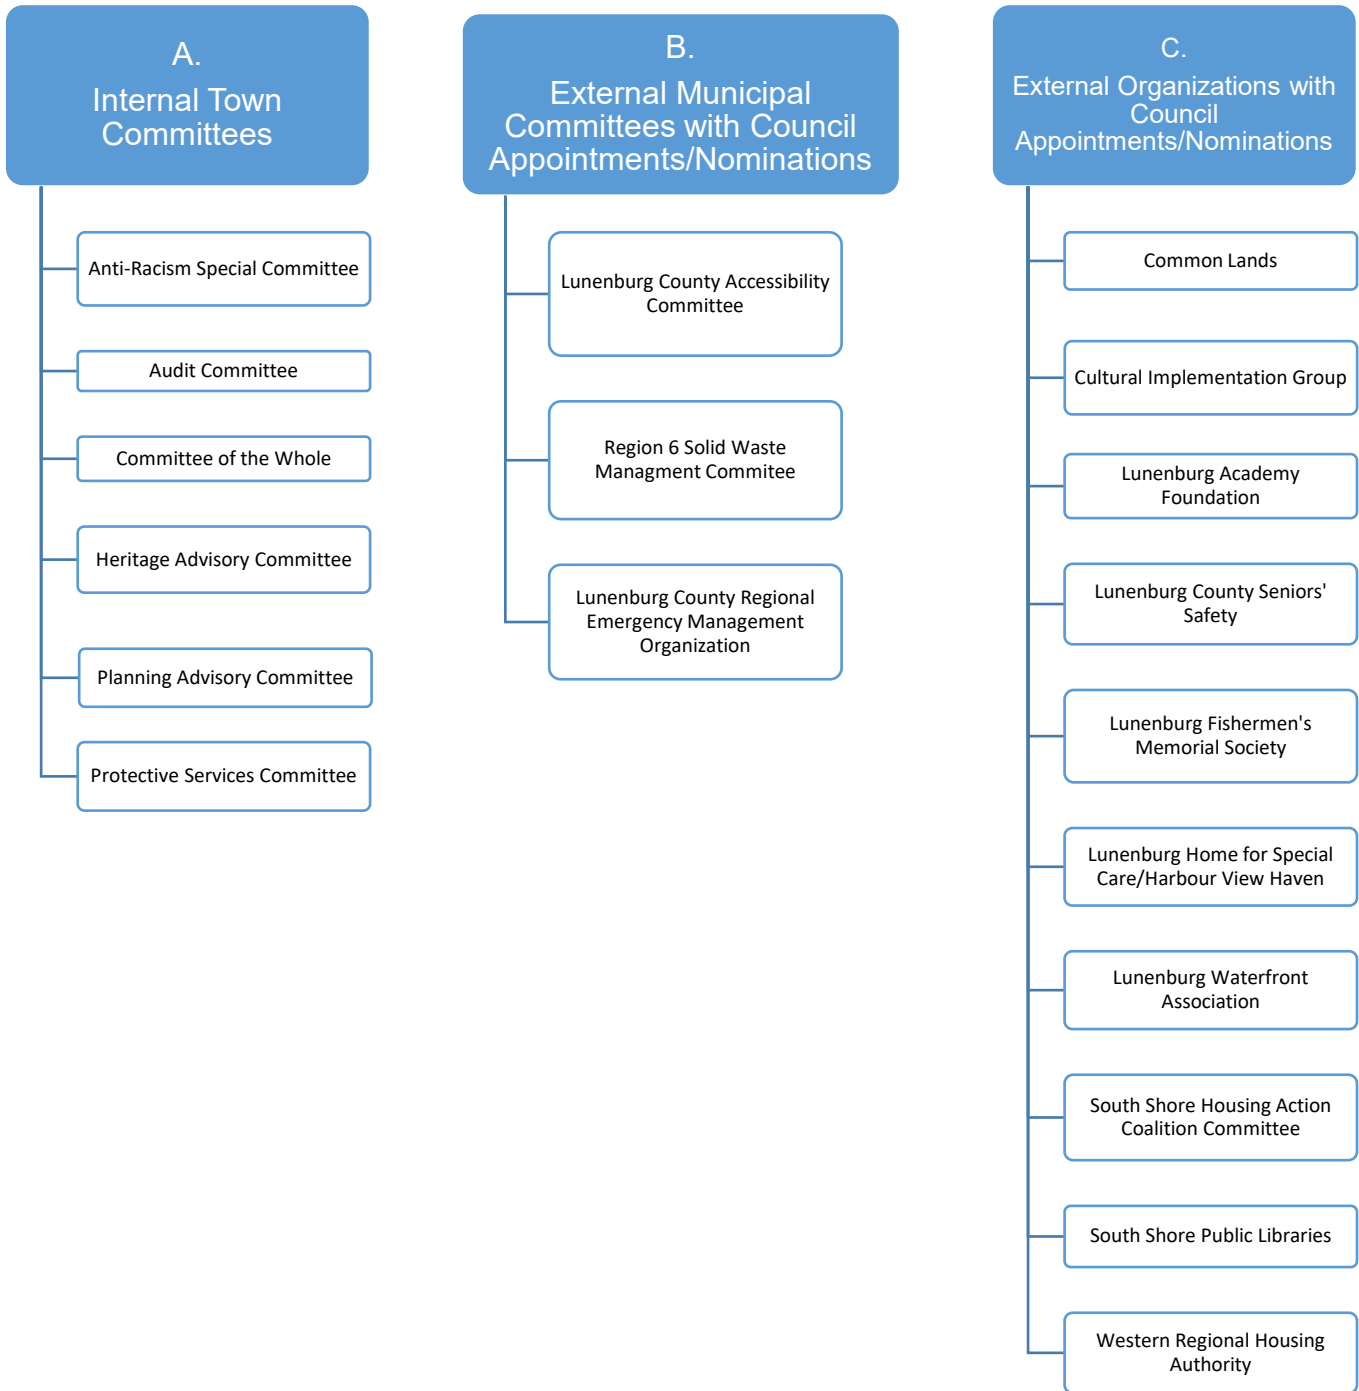 A.
Internal Town
Committees
Anti-Racism Special Committee
Audit Committee
Committee of the Whole
Heritage Advisory Committee
Planning Advisory Committee
Protective Services Committee
B.
External Municipal
Committees with Council
Appointments/Nominations
Lunenburg County Accessibility
Committee
Region 6 Solid Waste
Managment Commitee
Lunenburg County Regional
Emergency Management
Organization
C.
External Organizations with
Council
Appointments/Nominations
Common Lands
Cultural Implementation Group
Lunenburg Academy
Foundation
Lunenburg County Seniors'
Safety
Lunenburg Fishermen's
Memorial Society
Lunenburg Home for Special
Care/Harbour View Haven
Lunenburg Waterfront
Association
South Shore Housing Action
Coalition Committee
South Shore Public Libraries
Western Regional Housing
Authority